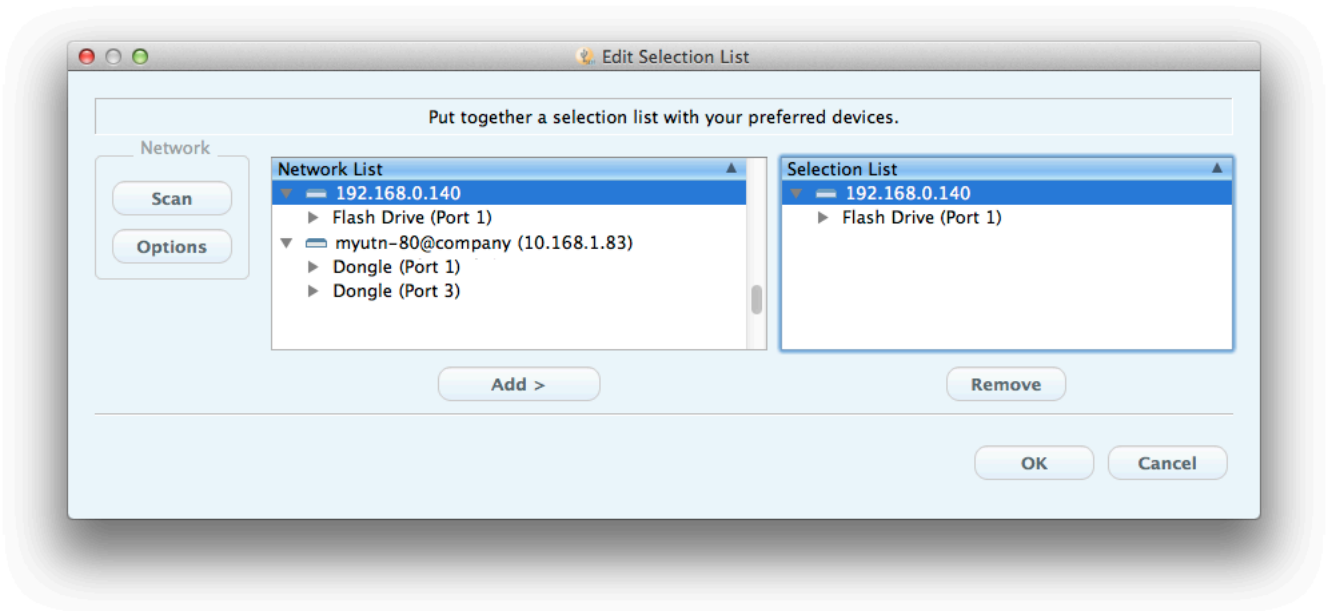 Edit Selection List
Put together a selection list with your preferred devices.
Network
Scan
Options
Network List
192.168.0.140
Flash Drive (Port 1)
myutn-80@company (10.168.1.83)
Dongle (Port 1)
Dongle (Port 3)
Add >
Selection List
192.168.0.140
Flash Drive (Port 1)
Remove
OK
Cancel